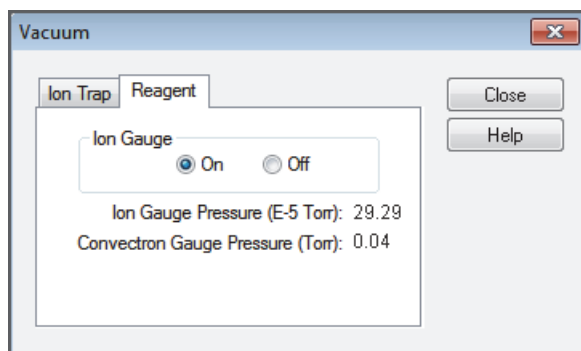 Vacuum
Ion Trap Reagent
Close
Help
Ion Gauge
On Off
Ion Gauge Pressure (E-5 Torr): 29.29
Convectron Gauge Pressure (Torr): 0.04